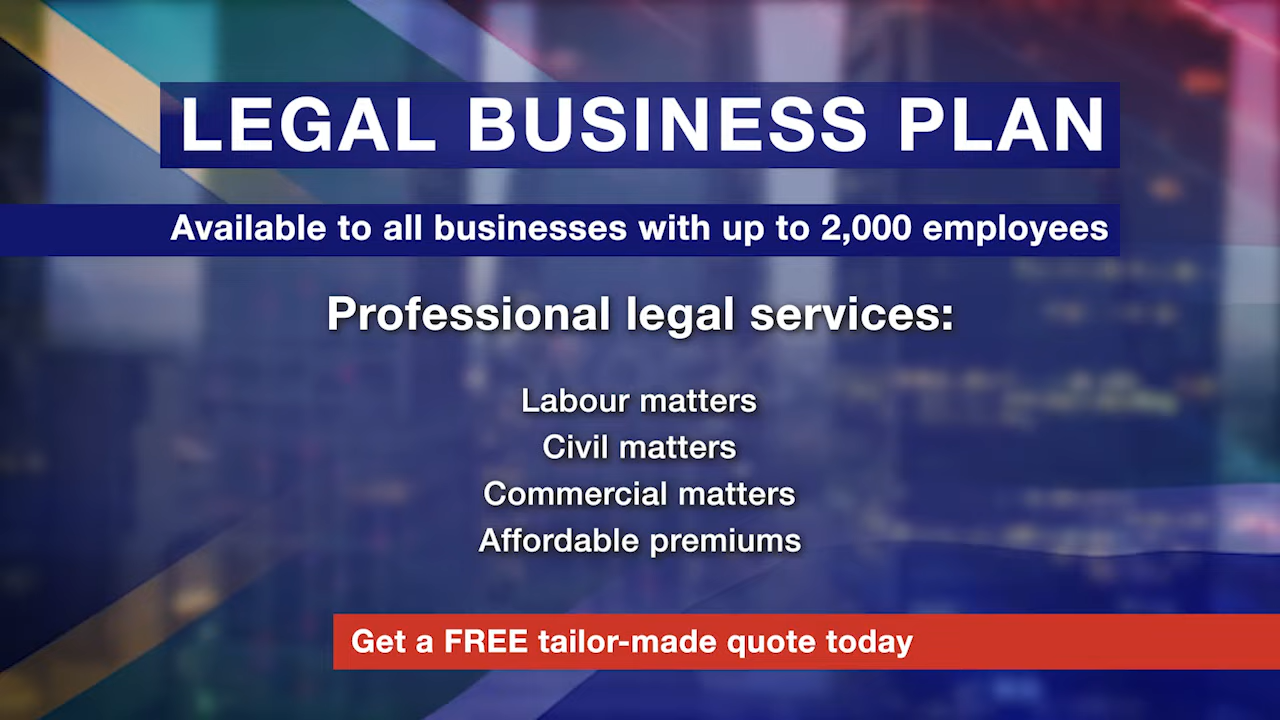 LEGAL BUSINESS PLAN
Available to all businesses with up to 2,000 employees
Professional legal services:
Labour matters
Civil matters
Commercial matters
Affordable premiums
Get a FREE tailor-made quote today